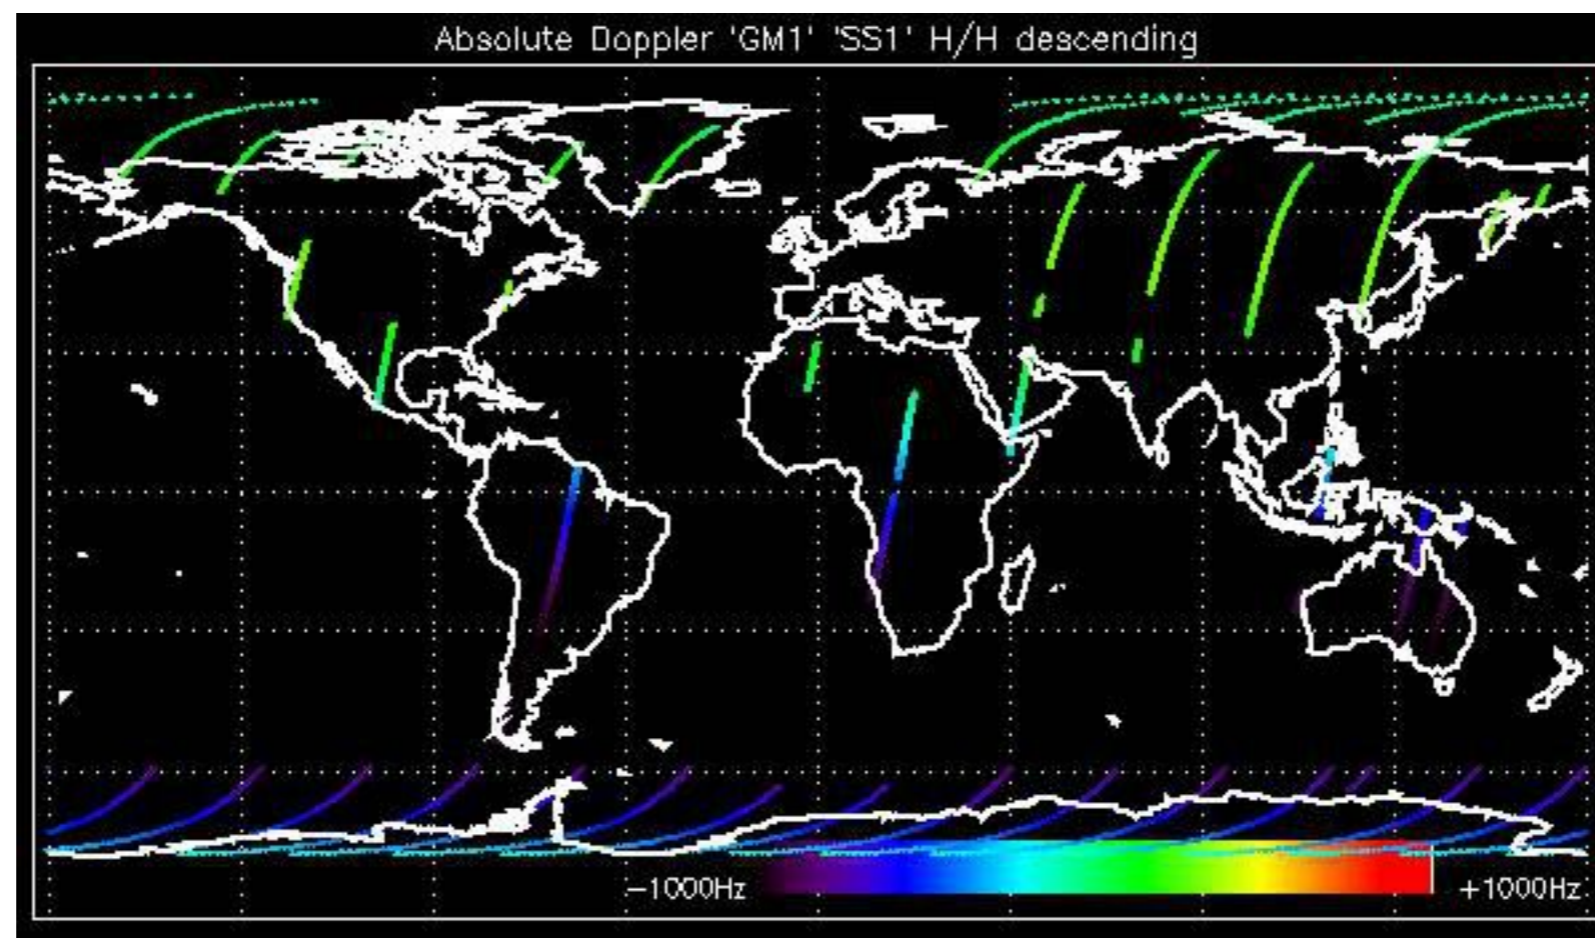 Absolute Doppler 'GM1' 'SS1' H/H descending
−1000Hz
+1000Hz